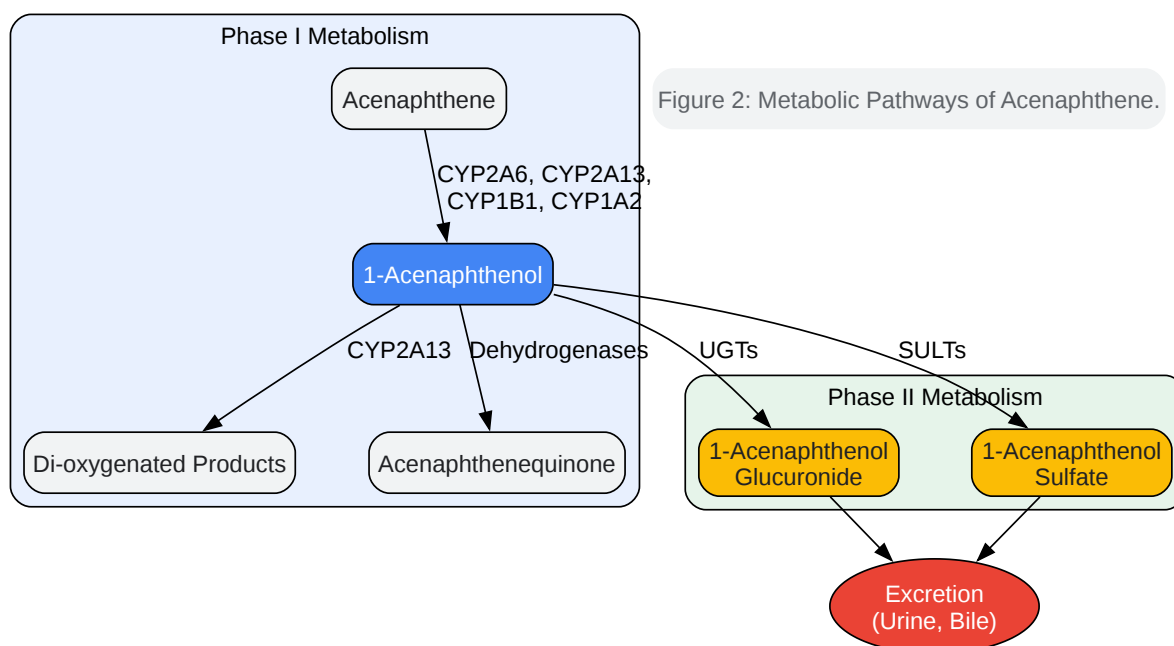 Phase I Metabolism
Acenaphthene
Figure 2: Metabolic Pathways of Acenaphthene.
CYP2A6, CYP2A13,
CYP1B1, CYP1A2
1-Acenaphthenol
CYP2A13
Dehydrogenases
UGTs
SULTs
Phase II Metabolism
Di-oxygenated Products
Acenaphthenequinone
1-Acenaphthenol
Glucuronide
1-Acenaphthenol
Sulfate
Excretion
(Urine, Bile)